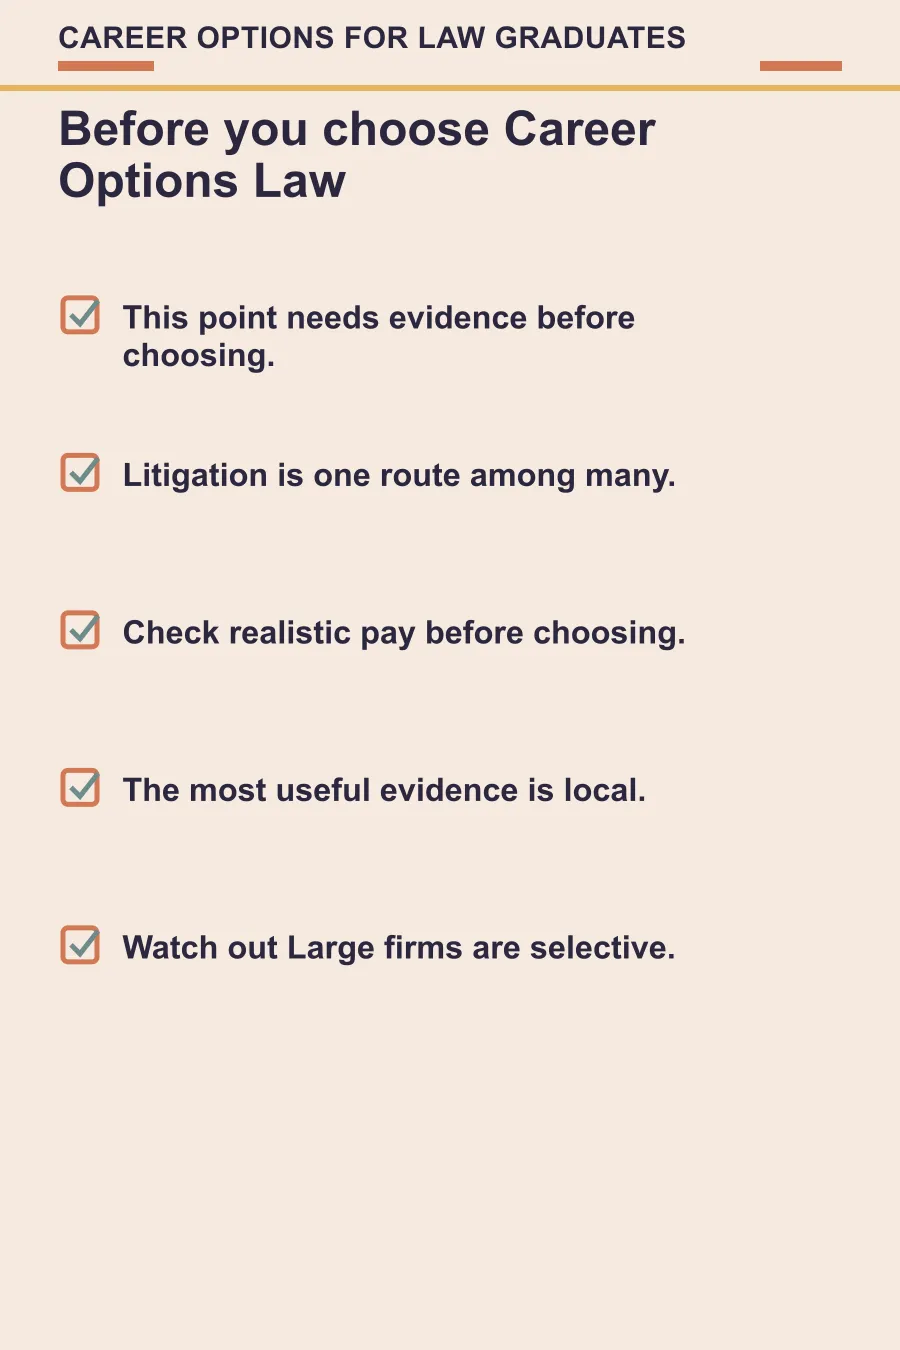 CAREER OPTIONS FOR LAW GRADUATES
Before you choose Career
Options Law
This point needs evidence before
choosing.
Litigation is one route among many.
Check realistic pay before choosing.
The most useful evidence is local.
Watch out Large firms are selective.